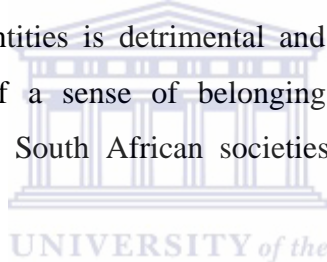 ntities is detrimental and
f a sense of belonging
South African societies
UNIVERSITY of the